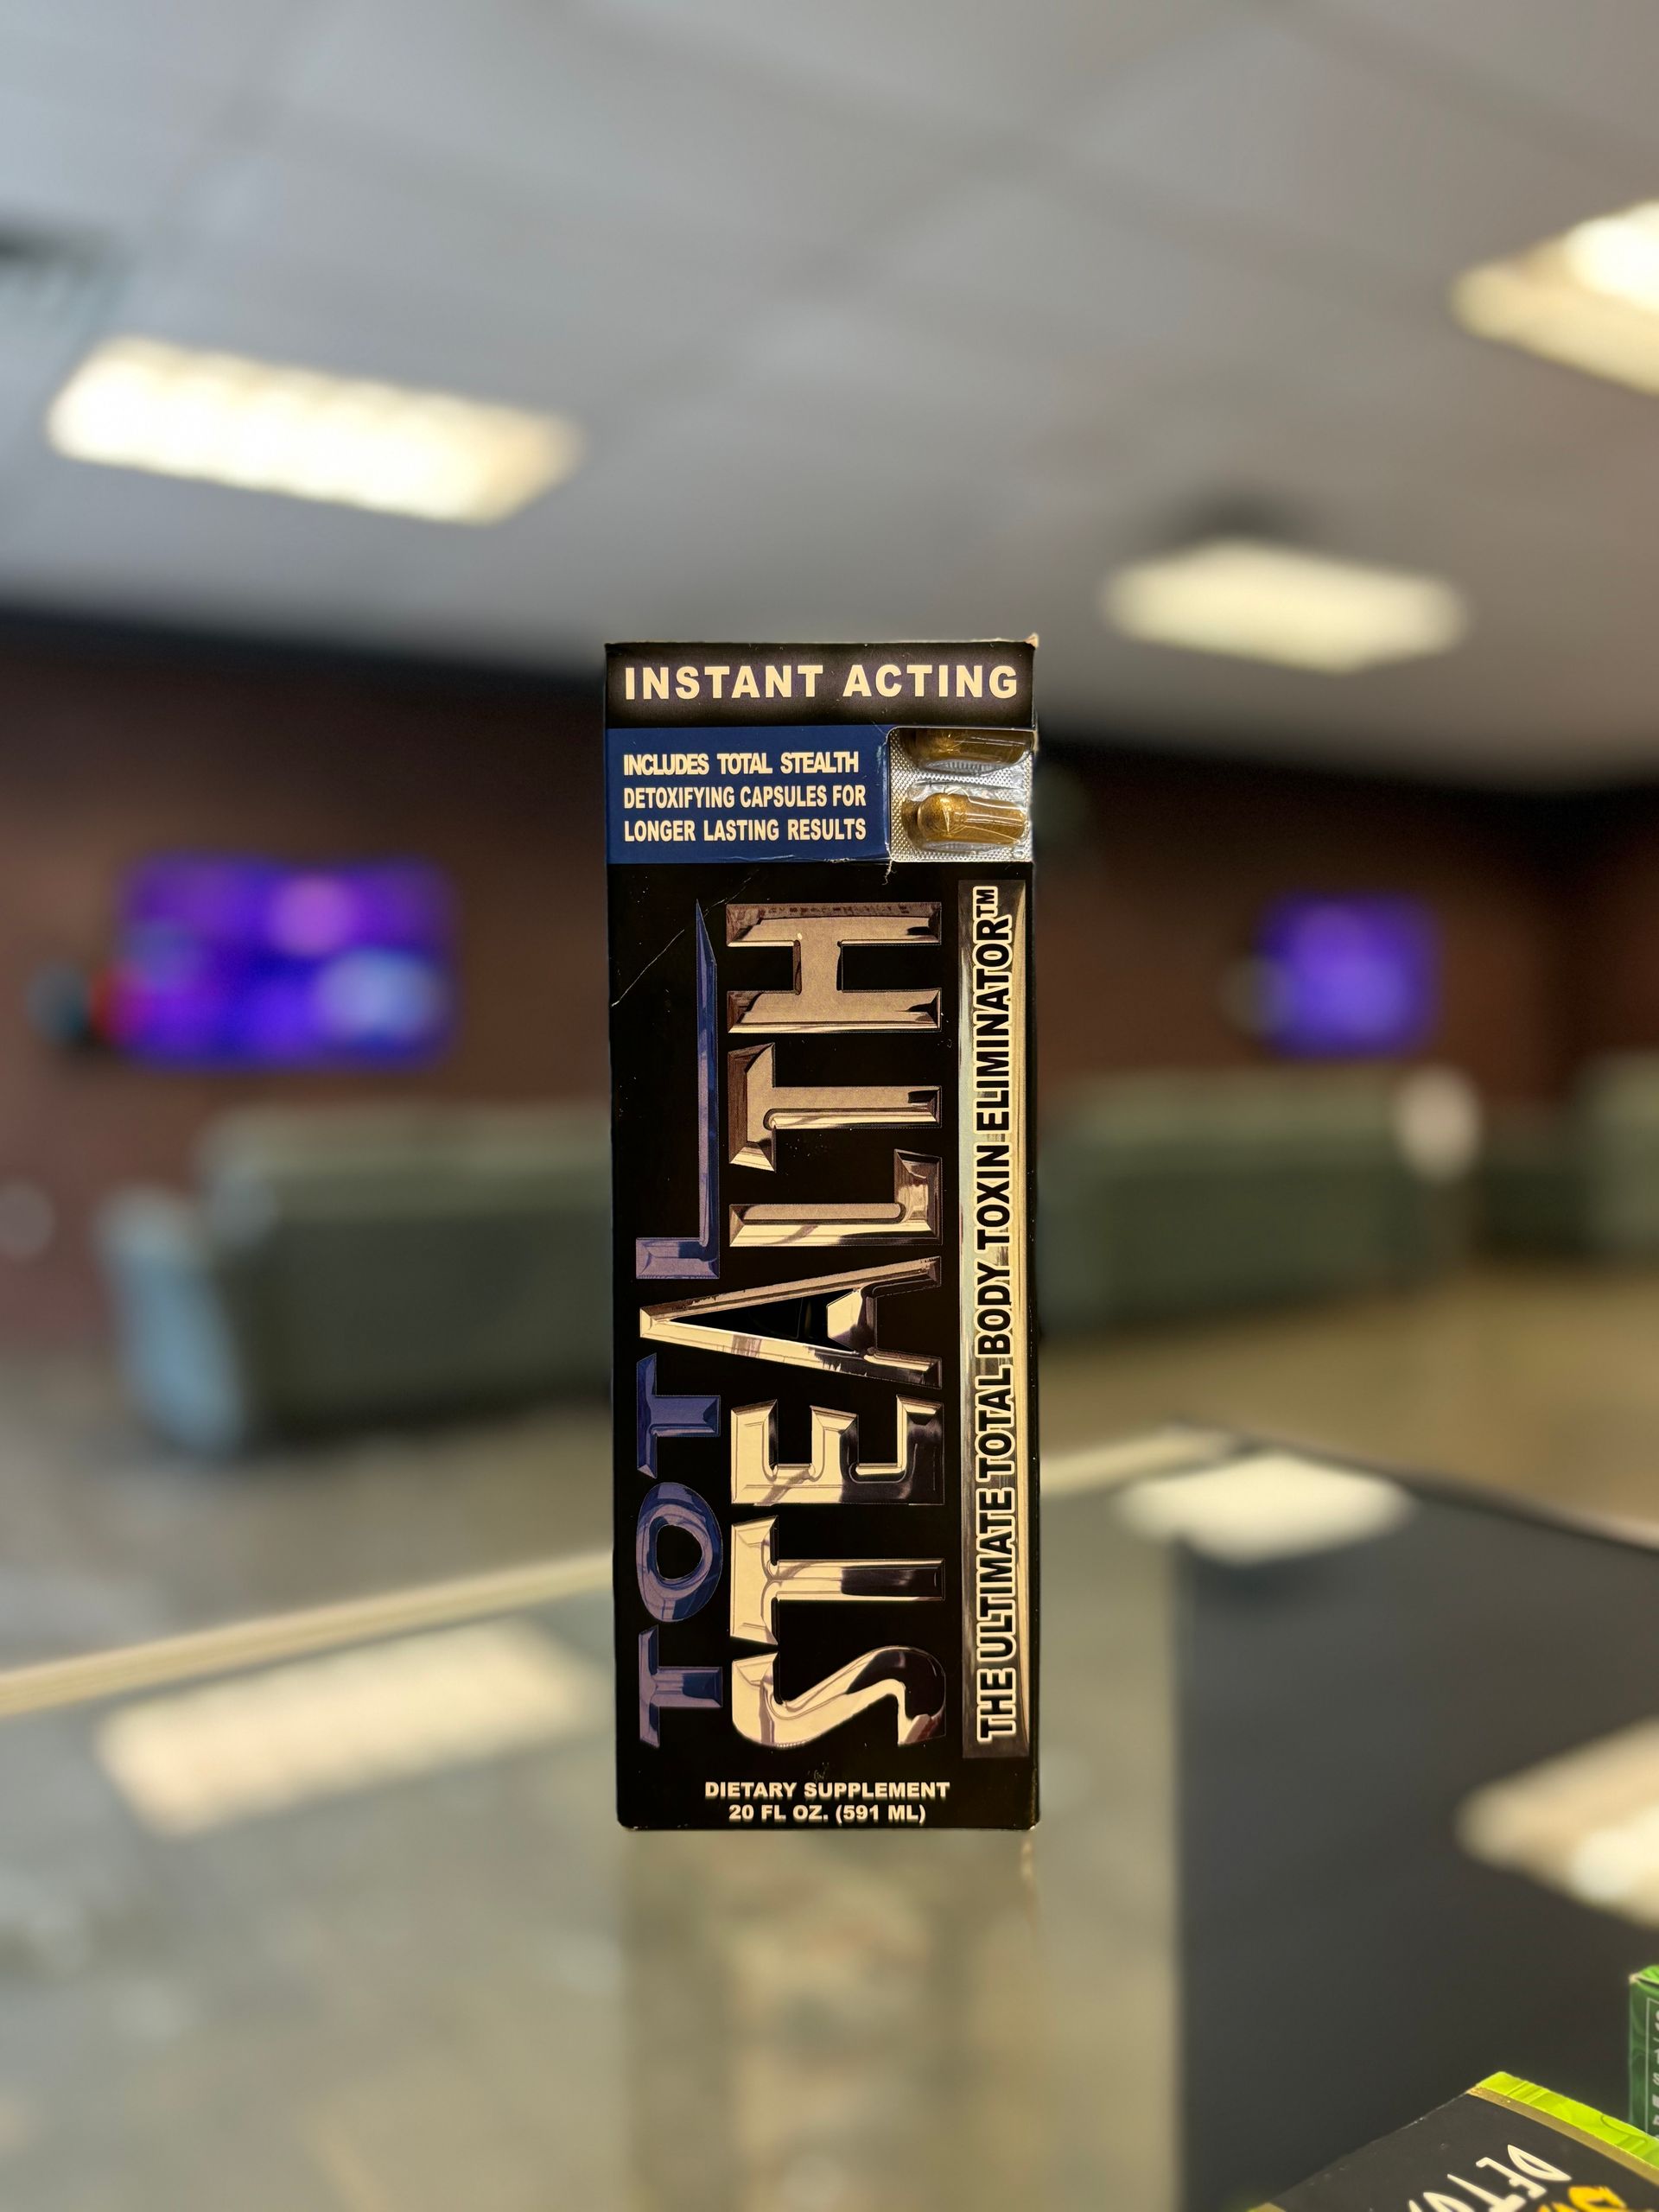 INSTANT ACTING
INCLUDES TOTAL STEALTH
DETOXIFYING CAPSULES FOR
LONGER LASTING RESULTS
TOTAL
STEALTH
THE ULTIMATE TOTAL BODY TOXIN ELIMINATOR™
DIETARY SUPPLEMENT
20 FL OZ. (591 ML)